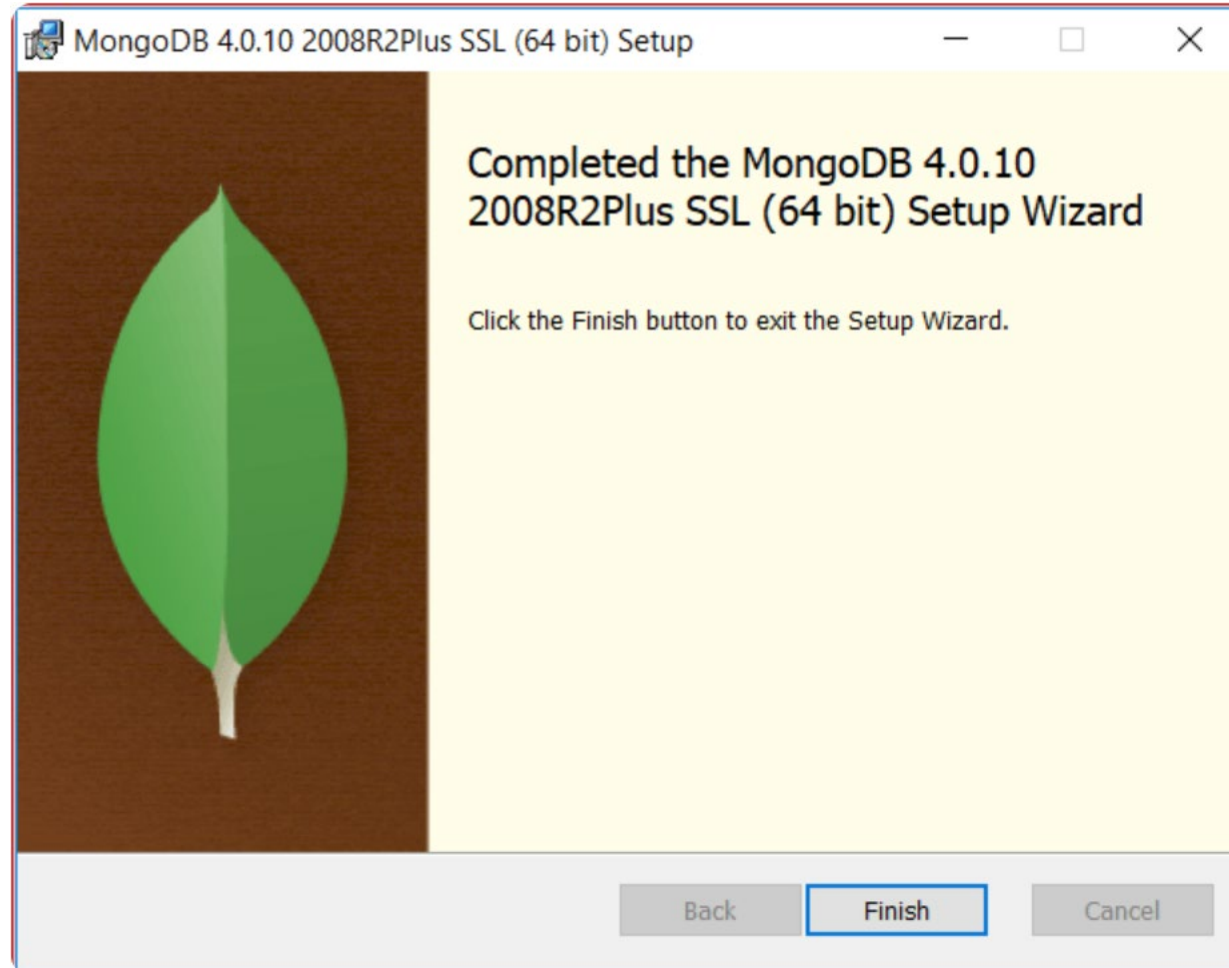 MongoDB 4.0.10 2008R2Plus SSL (64 bit) Setup
Completed the MongoDB 4.0.10
2008R2Plus SSL (64 bit) Setup Wizard
Click the Finish button to exit the Setup Wizard.
Back Finish Cancel